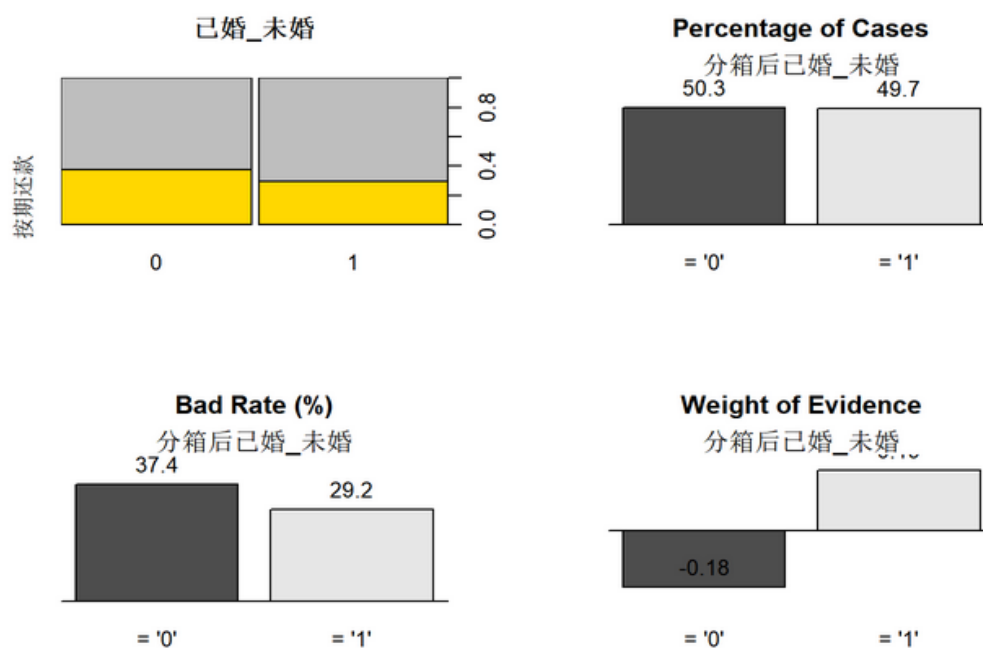 已婚_未婚
按期还款
0.0 0.4 0.8
0 1
Percentage of Cases
分箱后已婚_未婚
50.3 49.7
= '0' = '1'
Bad Rate (%)
分箱后已婚_未婚
37.4 29.2
= '0' = '1'
Weight of Evidence
分箱后已婚_未婚
-0.18
= '0' = '1'